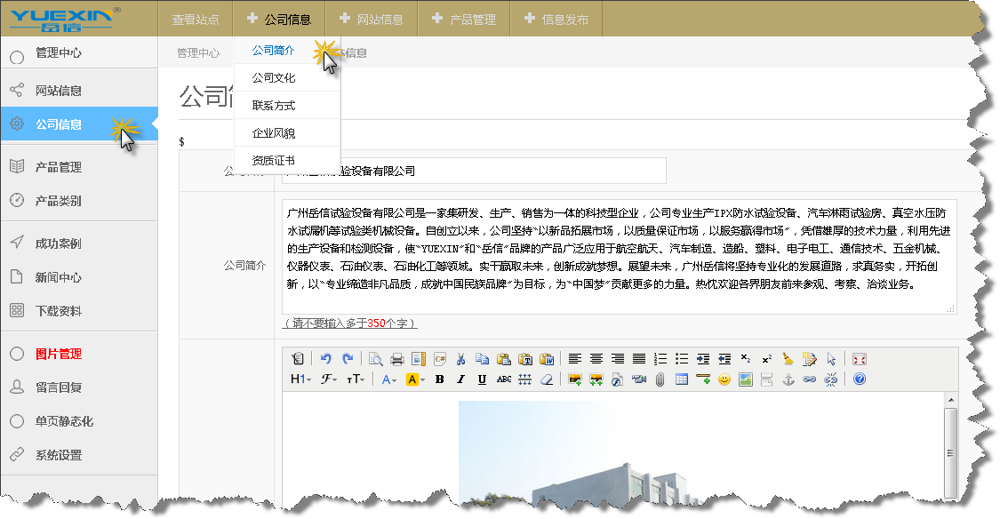 YUEXIN®
岳信
查看站点
公司信息
网站信息
产品管理
信息发布
管理中心
网站信息
公司信息
产品管理
产品类别
成功案例
新闻中心
下载资料
图片管理
留言回复
单页静态化
系统设置
管理中心
本信息
公司简介
公司文化
联系方式
企业风貌
资质证书
公司简
$
试验设备有限公司
公司简介
广州岳信试验设备有限公司是一家集研发、生产、销售为一体的科技型企业，公司专业生产IPX防水试验设备、汽车淋雨试验房、真空水压防
水试漏机等试验类机械设备。自创立以来，公司坚持“以新品拓展市场，以质量保证市场，以服务赢得市场”，凭借雄厚的技术力量，利用先进
的生产设备和检测设备，使“YUEXIN”和“岳信”品牌的产品广泛应用于航空航天、汽车制造、造船、塑料、电子电工、通信技术、五金机械、
仪器仪表、石油仪表、石油化工等领域。实干赢取未来，创新成就梦想。展望未来，广州岳信将坚持专业化的发展道路，求真务实，开拓创
新，以“专业缔造非凡品质，成就中国民族品牌”为目标，为“中国梦”贡献更多的力量。热忱欢迎各界朋友前来参观、考察、洽谈业务。
（请不要输入多于350个字）
H1 F тT A A B I U ABC